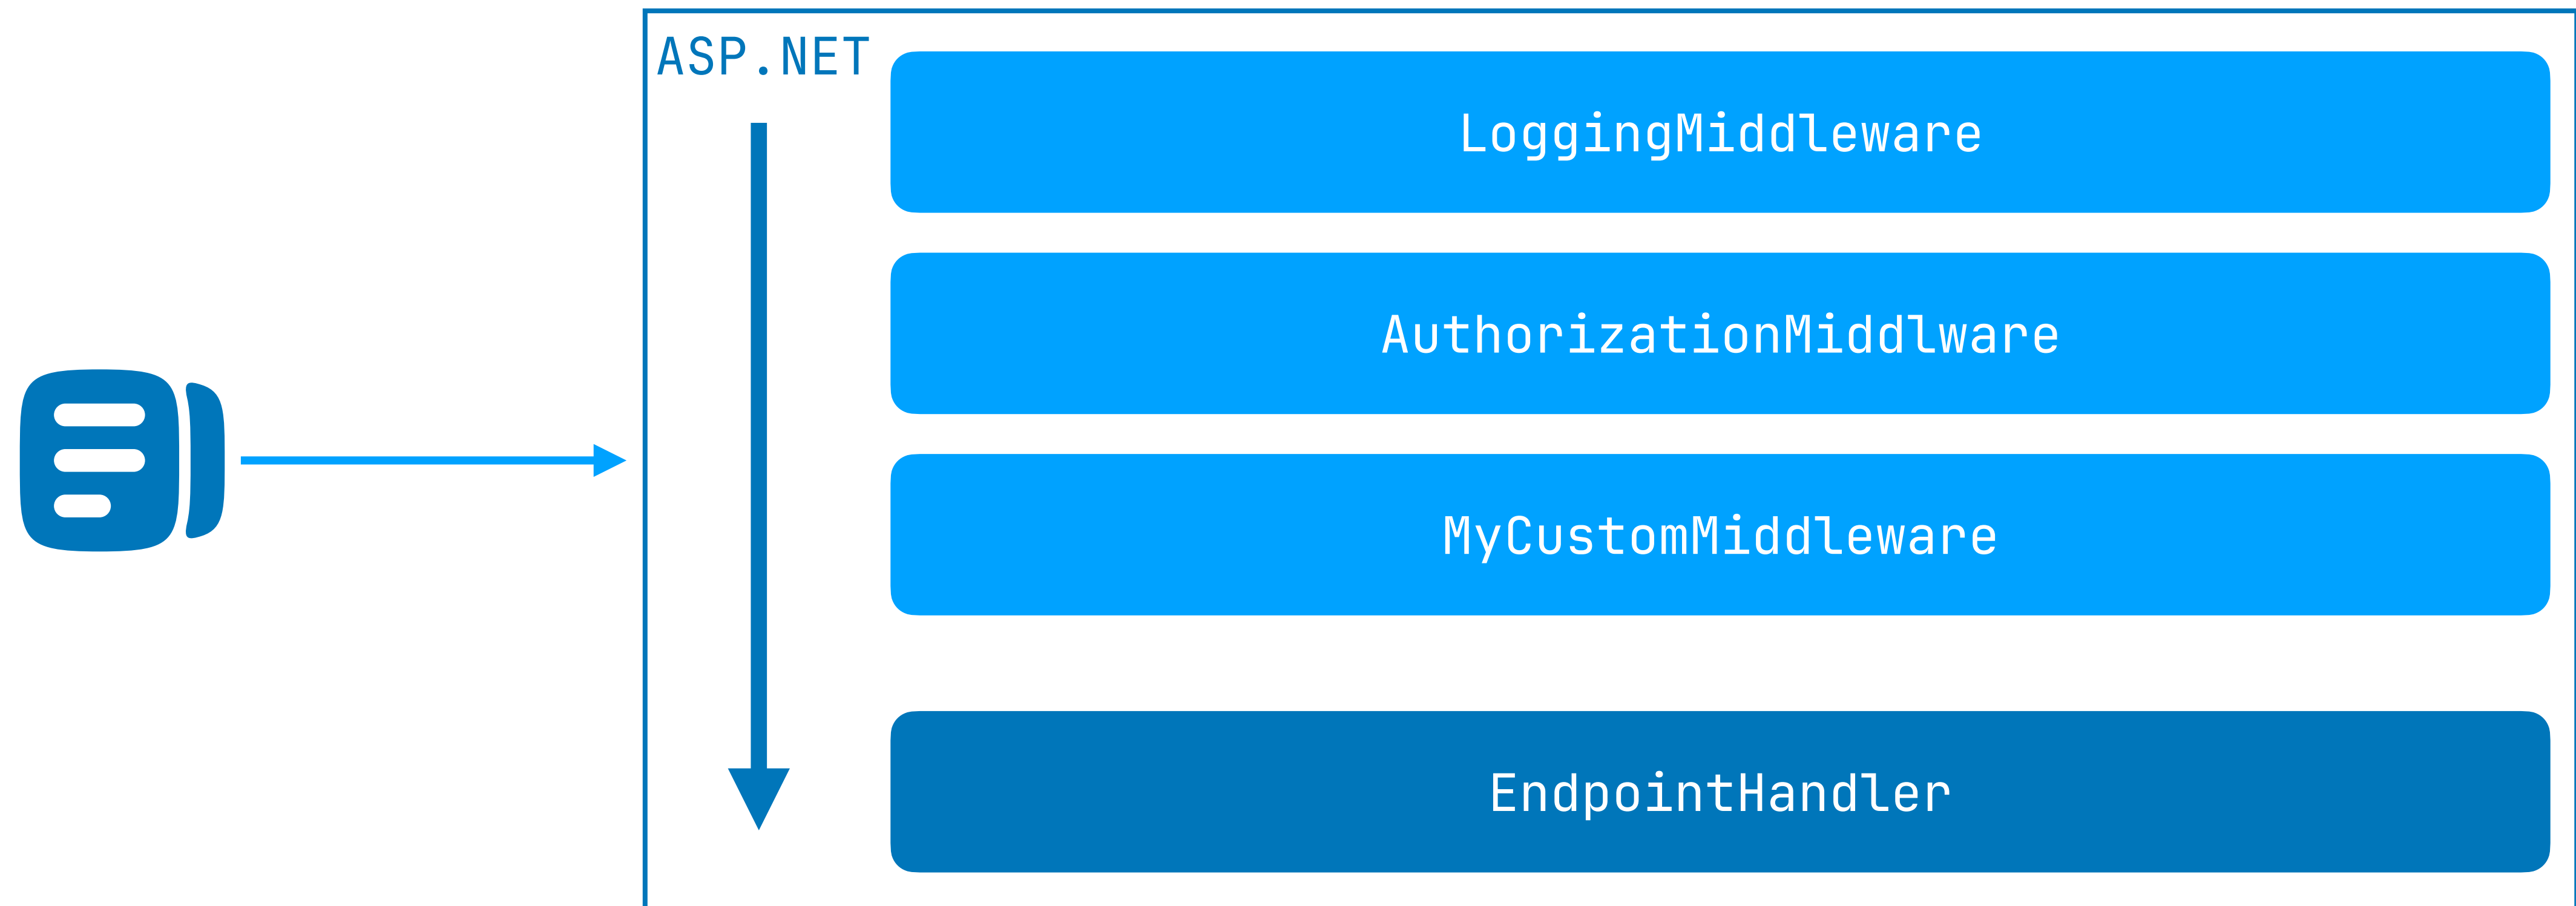 ASP.NET
LoggingMiddleware
AuthorizationMiddlware
MyCustomMiddleware
EndpointHandler